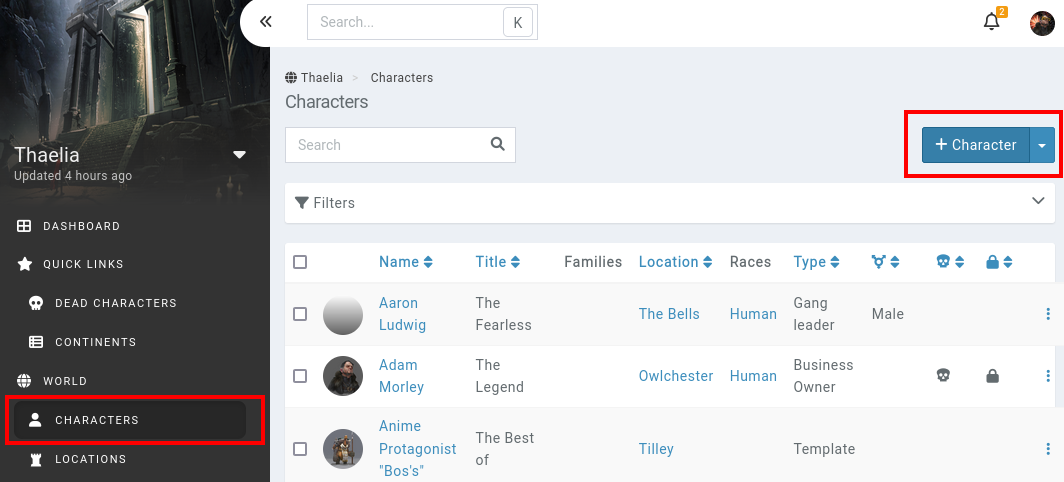 Search...
K
2
Thaelia
Updated 4 hours ago
DASHBOARD
QUICK LINKS
DEAD CHARACTERS
CONTINENTS
WORLD
CHARACTERS
LOCATIONS
Thaelia > Characters
Characters
Search
+ Character
Filters
Name Title Families Location Races Type
Aaron Ludwig The Fearless The Bells Human Gang leader Male
Adam Morley The Legend Owlchester Human Business Owner
Anime Protagonist "Bos's" The Best of Tilley Template